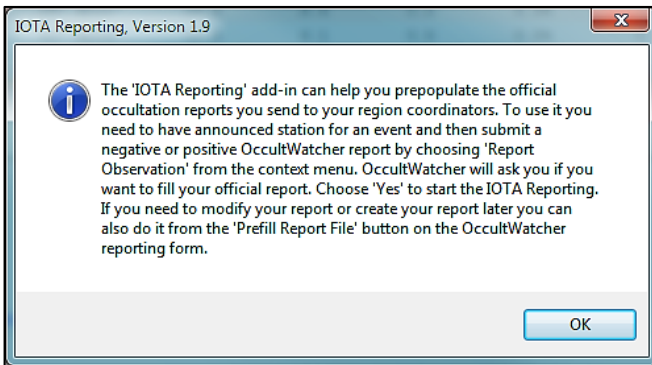 IOTA Reporting, Version 1.9
The 'IOTA Reporting' add-in can help you prepopulate the official
occultation reports you send to your region coordinators. To use it you
need to have announced station for an event and then submit a
negative or positive OccultWatcher report by choosing 'Report
Observation' from the context menu. OccultWatcher will ask you if you
want to fill your official report. Choose 'Yes' to start the IOTA Reporting.
If you need to modify your report or create your report later you can
also do it from the 'Prefill Report File' button on the OccultWatcher
reporting form.
OK